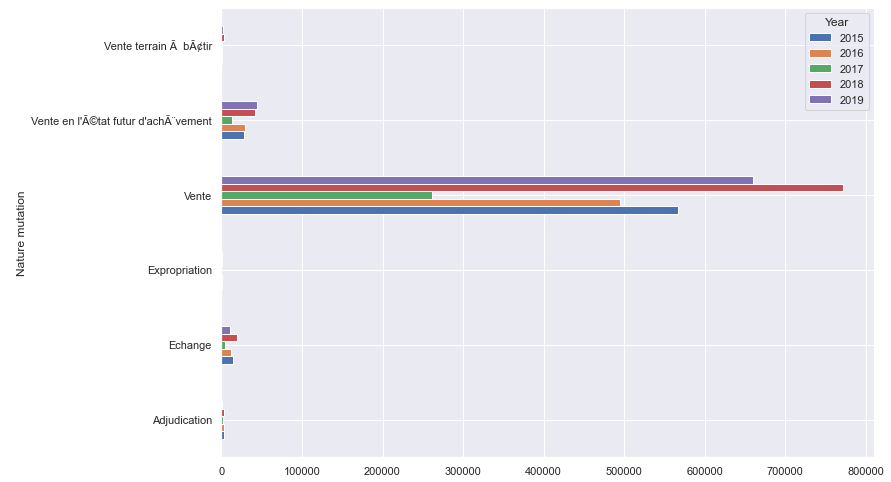 Year
2015
2016
2017
2018
2019
Nature mutation
Vente terrain Ã  bÃ¢tir
Vente en l'Ã©tat futur d'achÃ¨vement
Vente
Expropriation
Echange
Adjudication
0 100000 200000 300000 400000 500000 600000 700000 800000